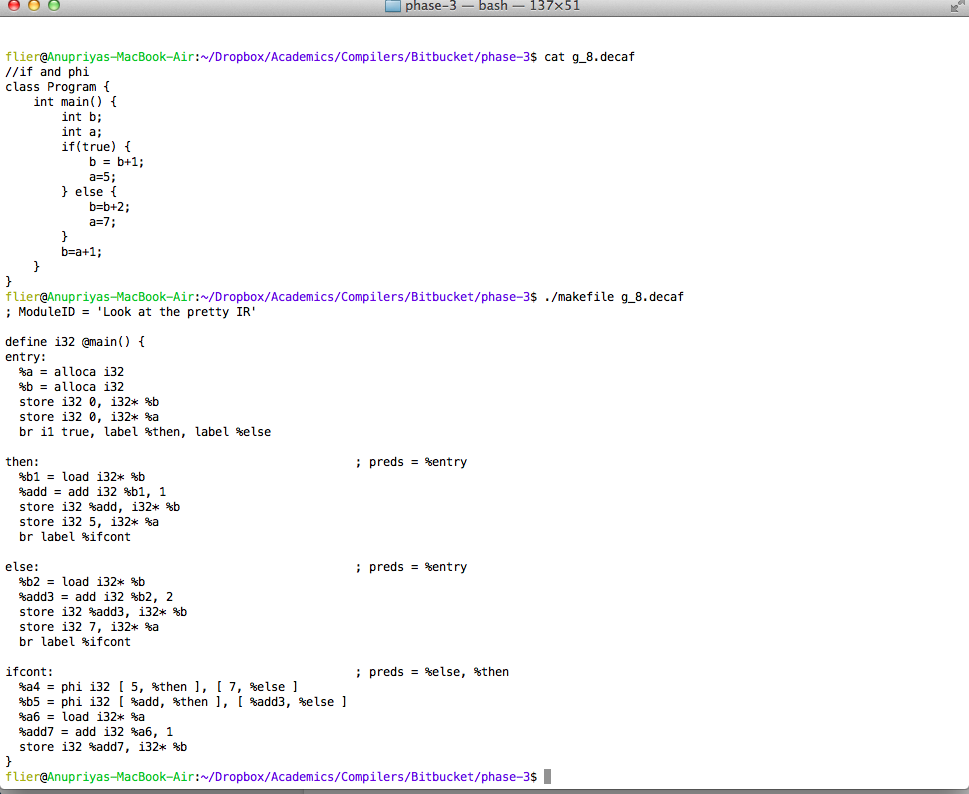 phase-3 — bash — 137×51
flier@Anupriyas-MacBook-Air:~/Dropbox/Academics/Compilers/Bitbucket/phase-3$ cat g_8.decaf
//if and phi
class Program {
    int main() {
        int b;
        int a;
        if(true) {
            b = b+1;
            a=5;
        } else {
            b=b+2;
            a=7;
        }
        b=a+1;
    }
}
flier@Anupriyas-MacBook-Air:~/Dropbox/Academics/Compilers/Bitbucket/phase-3$ ./makefile g_8.decaf
; ModuleID = 'Look at the pretty IR'

define i32 @main() {
entry:
  %a = alloca i32
  %b = alloca i32
  store i32 0, i32* %b
  store i32 0, i32* %a
  br i1 true, label %then, label %else

then:                                             ; preds = %entry
  %b1 = load i32* %b
  %add = add i32 %b1, 1
  store i32 %add, i32* %b
  store i32 5, i32* %a
  br label %ifcont

else:                                             ; preds = %entry
  %b2 = load i32* %b
  %add3 = add i32 %b2, 2
  store i32 %add3, i32* %b
  store i32 7, i32* %a
  br label %ifcont

ifcont:                                           ; preds = %else, %then
  %a4 = phi i32 [ 5, %then ], [ 7, %else ]
  %b5 = phi i32 [ %add, %then ], [ %add3, %else ]
  %a6 = load i32* %a
  %add7 = add i32 %a6, 1
  store i32 %add7, i32* %b
}
flier@Anupriyas-MacBook-Air:~/Dropbox/Academics/Compilers/Bitbucket/phase-3$